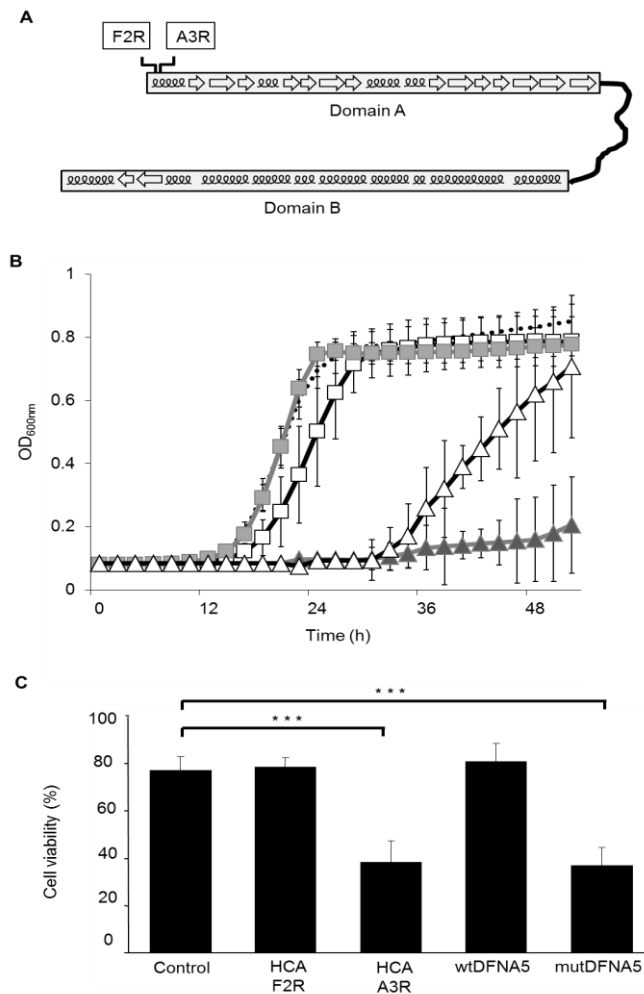 A
F2R A3R
Domain A
Domain B
B
1
0.8
0.6
0.4
0.2
0
OD600nm
0 12 24 36 48
Time (h)
C
* * *
* * *
100
80
60
40
20
0
Cell viability (%)
Control HCA HCA wtDFNA5 mutDFNA5
F2R A3R